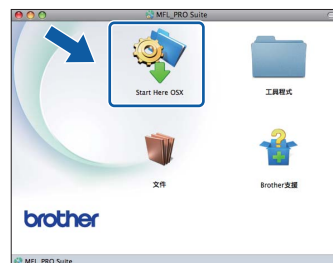 MFL_PRO Suite
Start Here OSX
工具程式
文件
Brother支援
brother
MFL_PRO Suite